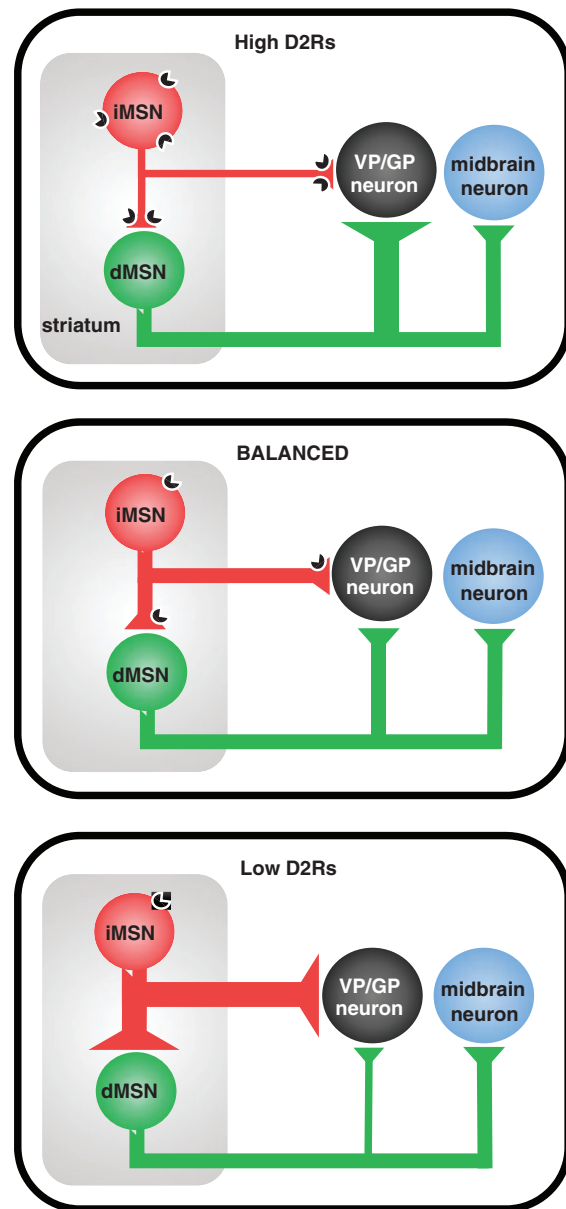 High D2Rs
iMSN
VP/GP
neuron
midbrain
neuron
dMSN
striatum
BALANCED
iMSN
VP/GP
neuron
midbrain
neuron
dMSN
Low D2Rs
iMSN
VP/GP
neuron
midbrain
neuron
dMSN